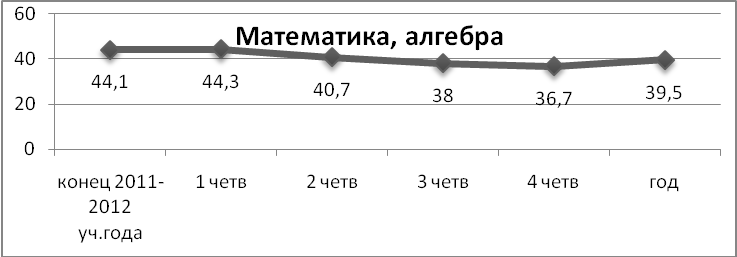 Математика, алгебра
60
40
20
0
44,1
44,3
40,7
38
36,7
39,5
конец 2011-
2012
уч.года
1 четв
2 четв
3 четв
4 четв
год